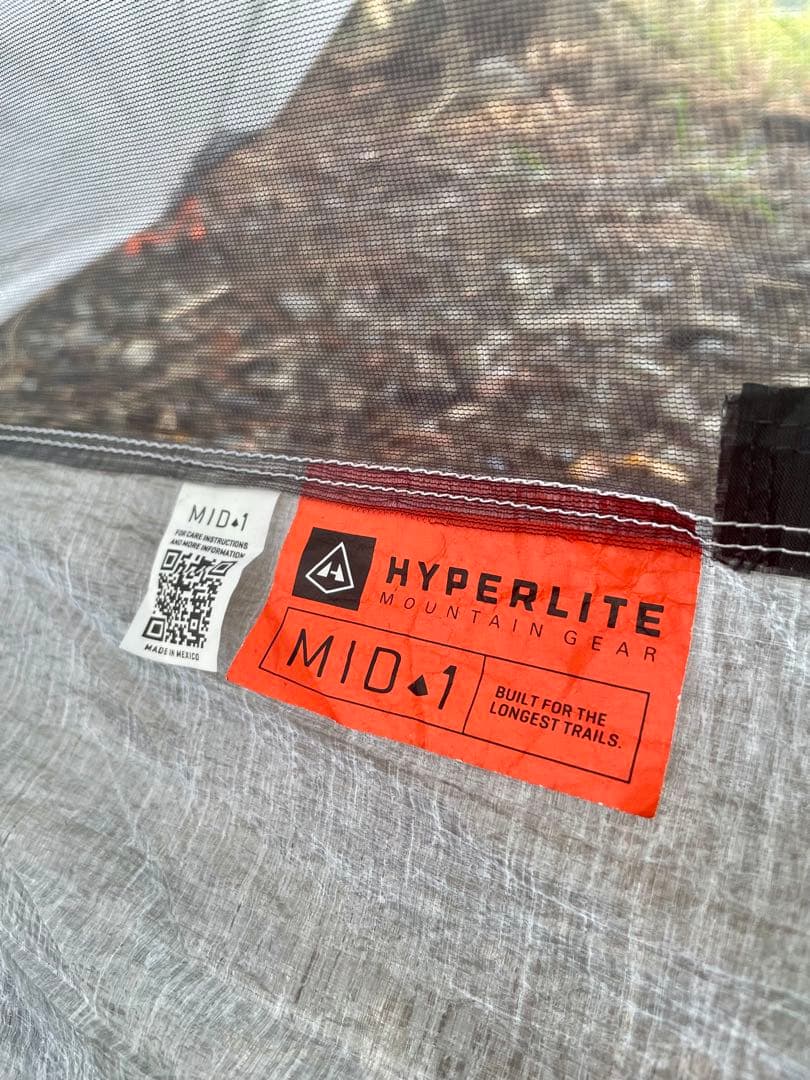 MID▲1
FOR CARE INSTRUCTIONS
AND MORE INFORMATION
MADE IN MEXICO
HYPERLITE
MOUNTAIN GEAR
MID▲1
BUILT FOR THE
LONGEST TRAILS.